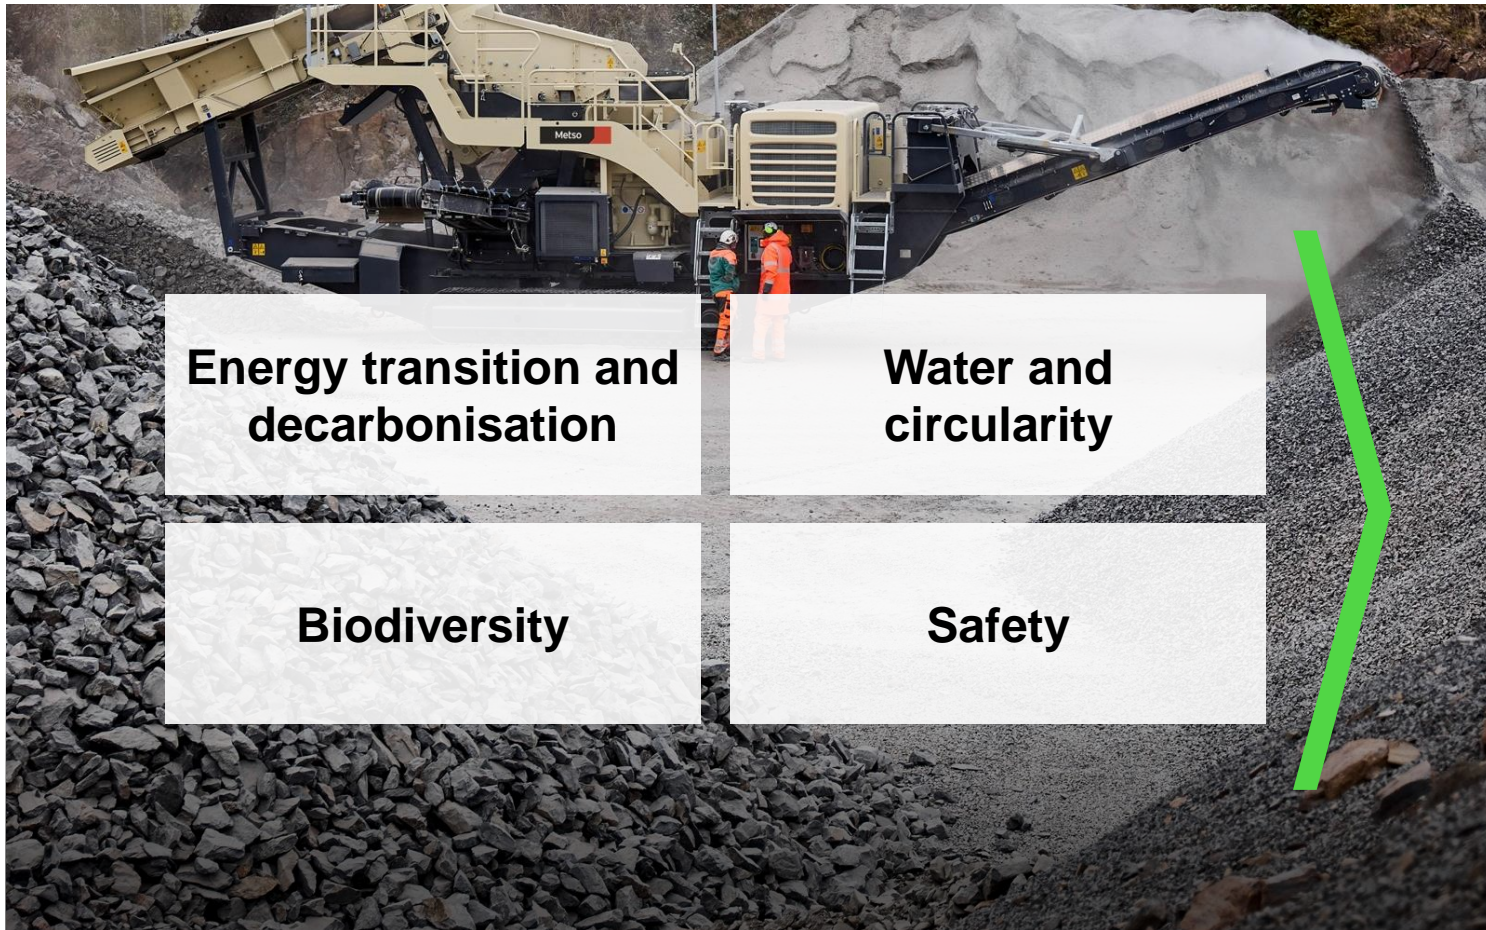 Metso
Energy transition and
decarbonisation
Water and
circularity
Biodiversity
Safety